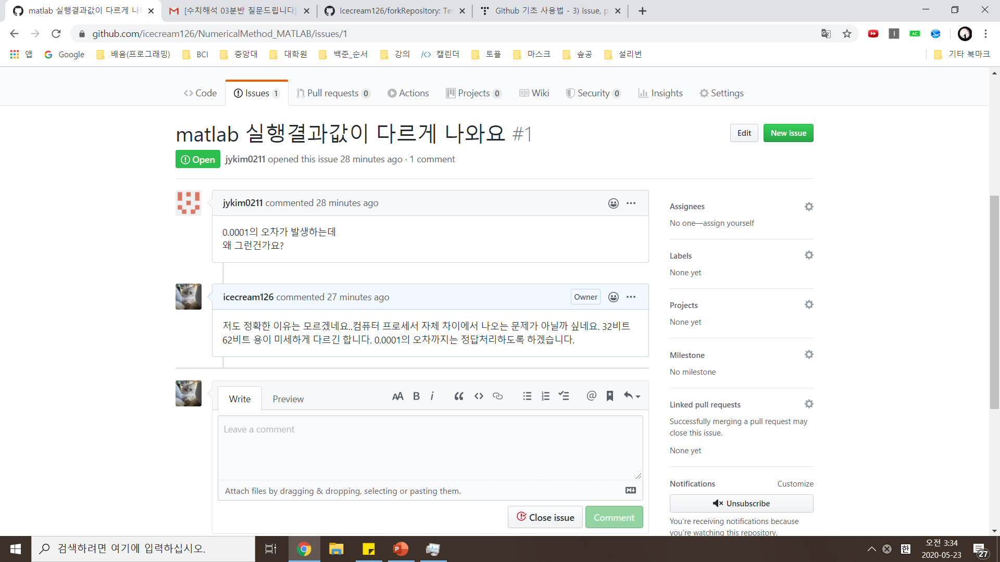 matlab 실행결과값이 다르게 나오
[수치해석 03분반 질문드립니다]
icecream126/forkRepository: Tes
Github 기초 사용법 - 3) issue, p
github.com/icecream126/NumericalMethod_MATLAB/issues/1
앱 Google 배움(프로그래밍) BCI 중앙대 대학원 백준_순서 강의 캘린더 토플 마스크 숲공 설리번 기타 북마크
Code Issues 1 Pull requests 0 Actions Projects 0 Wiki Security 0 Insights Settings
matlab 실행결과값이 다르게 나와요 #1
Edit New issue
Open jykim0211 opened this issue 28 minutes ago · 1 comment
jykim0211 commented 28 minutes ago
0.0001의 오차가 발생하는데
왜 그런건가요?
icecream126 commented 27 minutes ago Owner
저도 정확한 이유는 모르겠네요..컴퓨터 프로세서 자체 차이에서 나오는 문제가 아닐까 싶네요. 32비트
62비트 용이 미세하게 다르긴 합니다. 0.0001의 오차까지는 정답처리하도록 하겠습니다.
Write Preview
AA B i @
Leave a comment
Attach files by dragging & dropping, selecting or pasting them.
Close issue Comment
Assignees
No one—assign yourself
Labels
None yet
Projects
None yet
Milestone
No milestone
Linked pull requests
Successfully merging a pull request may
close this issue.
None yet
Notifications Customize
Unsubscribe
You're receiving notifications because
you're watching this repository.
검색하려면 여기에 입력하십시오.
한
오전 3:34
2020-05-23
27